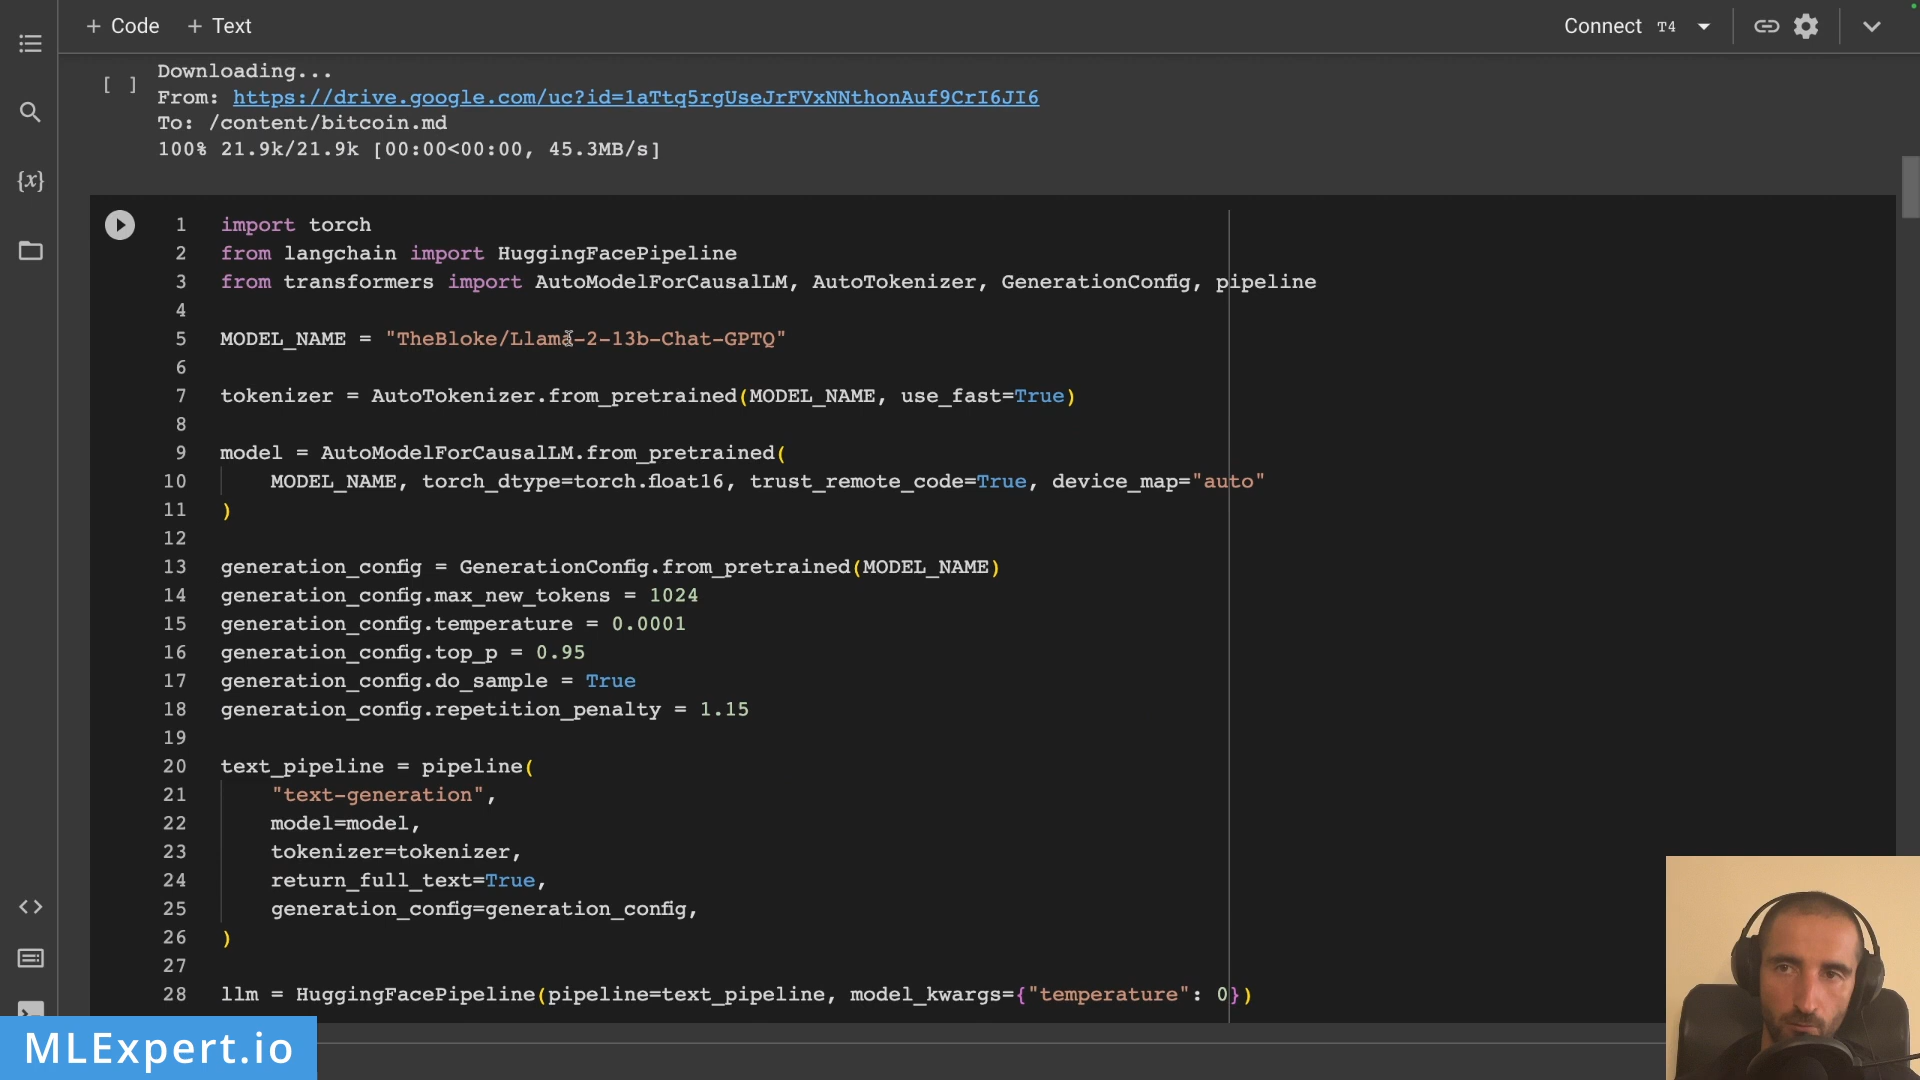 + Code + Text
Connect T4
[ ] Downloading...
From: https://drive.google.com/uc?id=1aTtq5rgUseJrFVxNNthonAuf9CrI6JI6
To: /content/bitcoin.md
100% 21.9k/21.9k [00:00<00:00, 45.3MB/s]
{x}
1 import torch
2 from langchain import HuggingFacePipeline
3 from transformers import AutoModelForCausalLM, AutoTokenizer, GenerationConfig, pipeline
4
5 MODEL_NAME = "TheBloke/Llama-2-13b-Chat-GPTQ"
6
7 tokenizer = AutoTokenizer.from_pretrained(MODEL_NAME, use_fast=True)
8
9 model = AutoModelForCausalLM.from_pretrained(
10 MODEL_NAME, torch_dtype=torch.float16, trust_remote_code=True, device_map="auto"
11 )
12
13 generation_config = GenerationConfig.from_pretrained(MODEL_NAME)
14 generation_config.max_new_tokens = 1024
15 generation_config.temperature = 0.0001
16 generation_config.top_p = 0.95
17 generation_config.do_sample = True
18 generation_config.repetition_penalty = 1.15
19
20 text_pipeline = pipeline(
21 "text-generation",
22 model=model,
23 tokenizer=tokenizer,
24 return_full_text=True,
25 generation_config=generation_config,
26 )
27
28 llm = HuggingFacePipeline(pipeline=text_pipeline, model_kwargs={"temperature": 0})
MLExpert.io